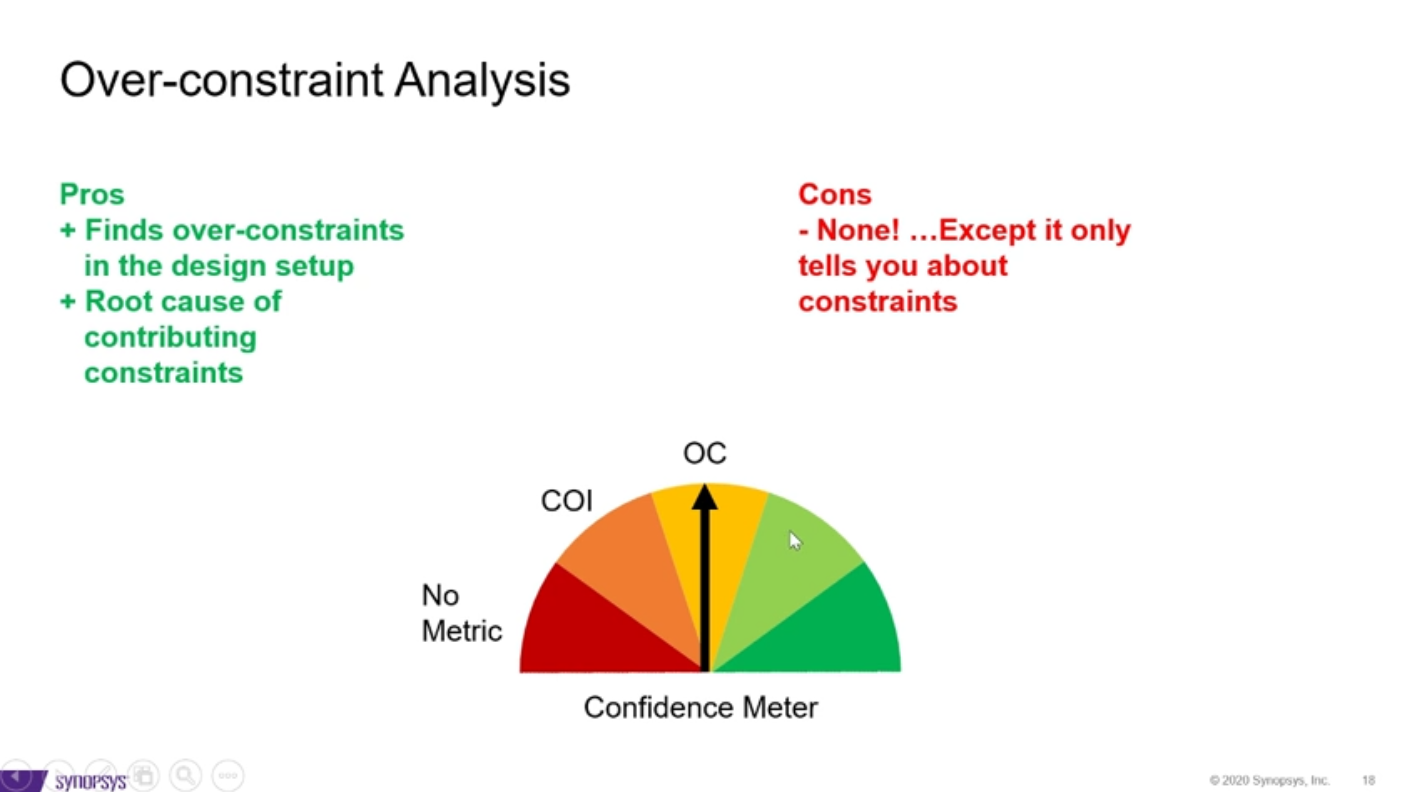 Over-constraint Analysis
Pros
+ Finds over-constraints
in the design setup
+ Root cause of
contributing
constraints
Cons
- None! …Except it only
tells you about
constraints
OC
COI
No
Metric
Confidence Meter
SYNOPSYS
© 2020 Synopsys, Inc.
18